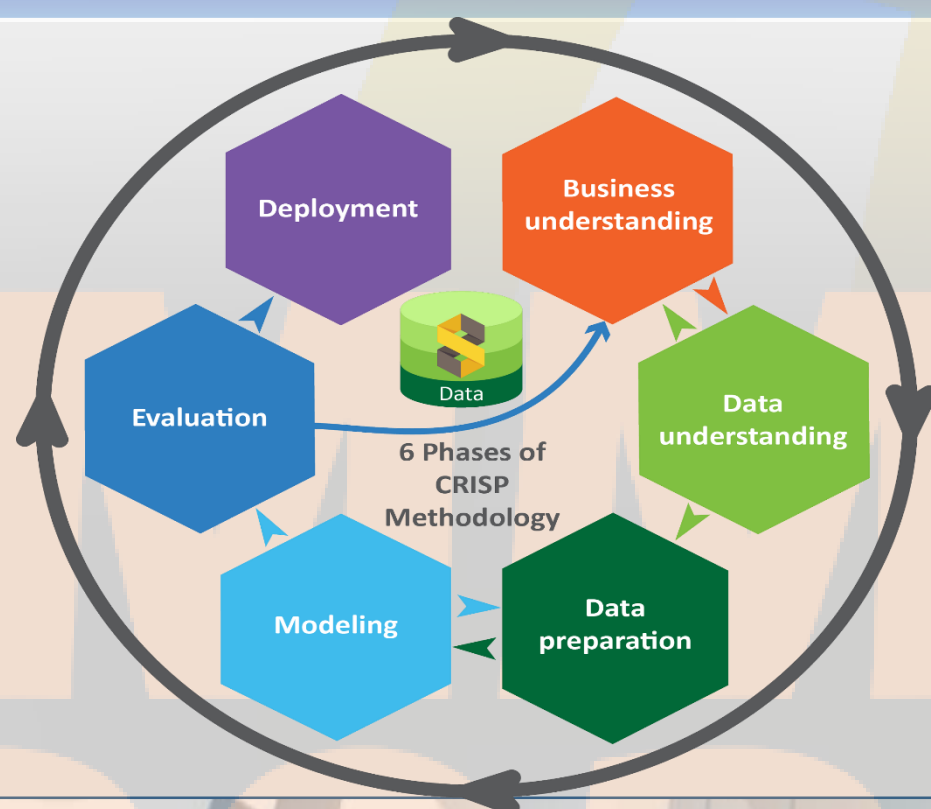 Deployment
Business
understanding
Data
Evaluation
Data
understanding
6 Phases of
CRISP
Methodology
Modeling
Data
preparation